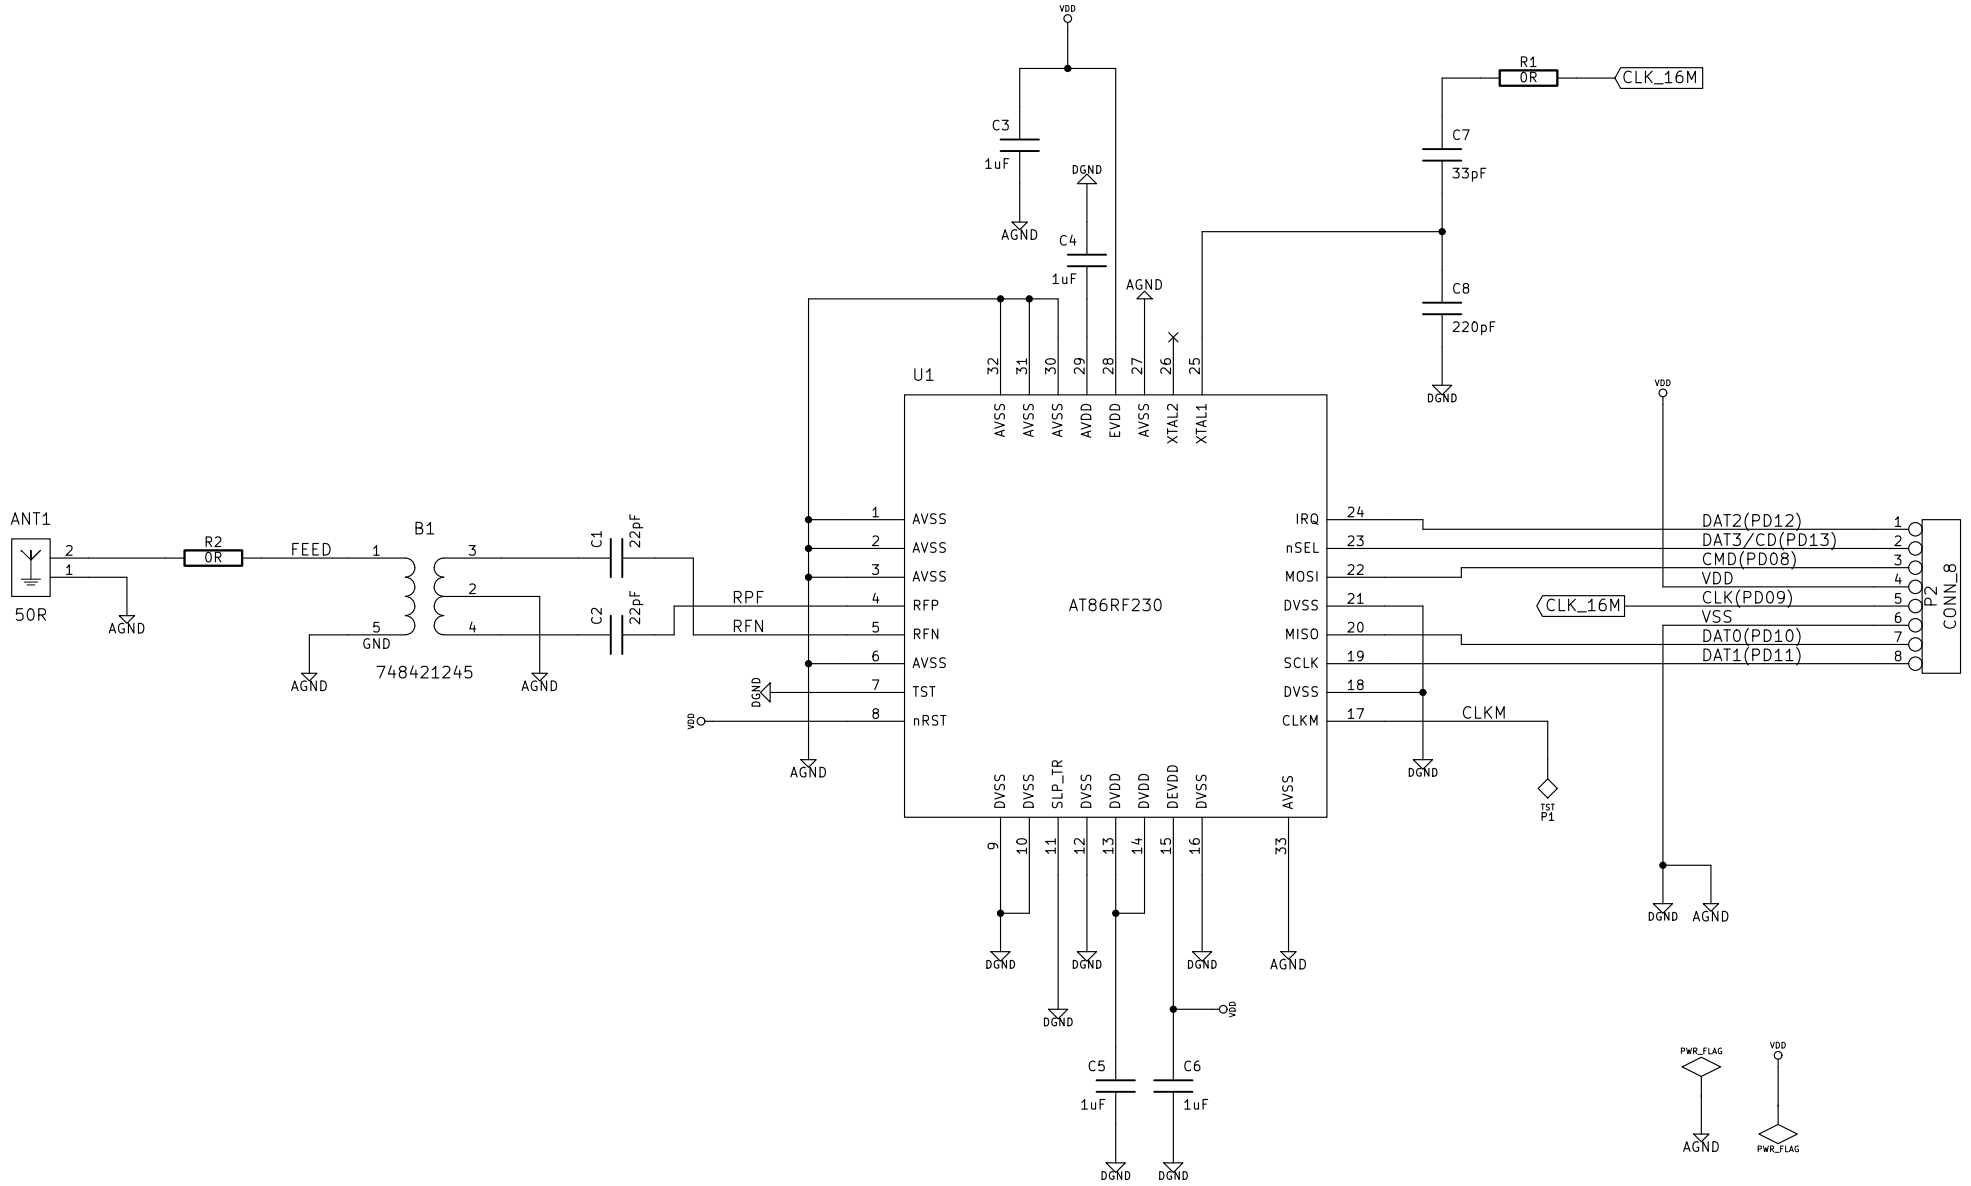 VDD
R1
0R
CLK_16M
C3
1uF
AGND
DGND
C4
1uF
C7
33pF
AGND
C8
220pF
DGND
VDD
U1
32
31
30
29
28
27
26
25
AVSS
AVSS
AVSS
AVDD
EVDD
AVSS
XTAL2
XTAL1
ANT1
2
1
50R
AGND
R2
0R
FEED
B1
1
5
GND
3
2
4
748421245
AGND
AGND
C1
22pF
C2
22pF
RPF
RFN
1 AVSS
2 AVSS
3 AVSS
4 RFP
5 RFN
6 AVSS
DGND
7 TST
VDD
8 nRST
AGND
AT86RF230
IRQ 24
nSEL 23
MOSI 22
DVSS 21
MISO 20
SCLK 19
DVSS 18
CLKM 17
CLKM
DGND
TST
P1
DAT2(PD12) 1
DAT3/CD(PD13) 2
CMD(PD08) 3
VDD 4
CLK_16M
CLK(PD09) 5
VSS 6
DAT0(PD10) 7
DAT1(PD11) 8
P2
CONN_8
DVSS
DVSS
SLP_TR
DVSS
DVDD
DVDD
DEVDD
DVSS
AVSS
9
10
11
12
13
14
15
16
33
DGND
DGND
DGND
AGND
DGND
VDD
DGND
AGND
C5
1uF
C6
1uF
DGND
DGND
PWR_FLAG
AGND
VDD
PWR_FLAG